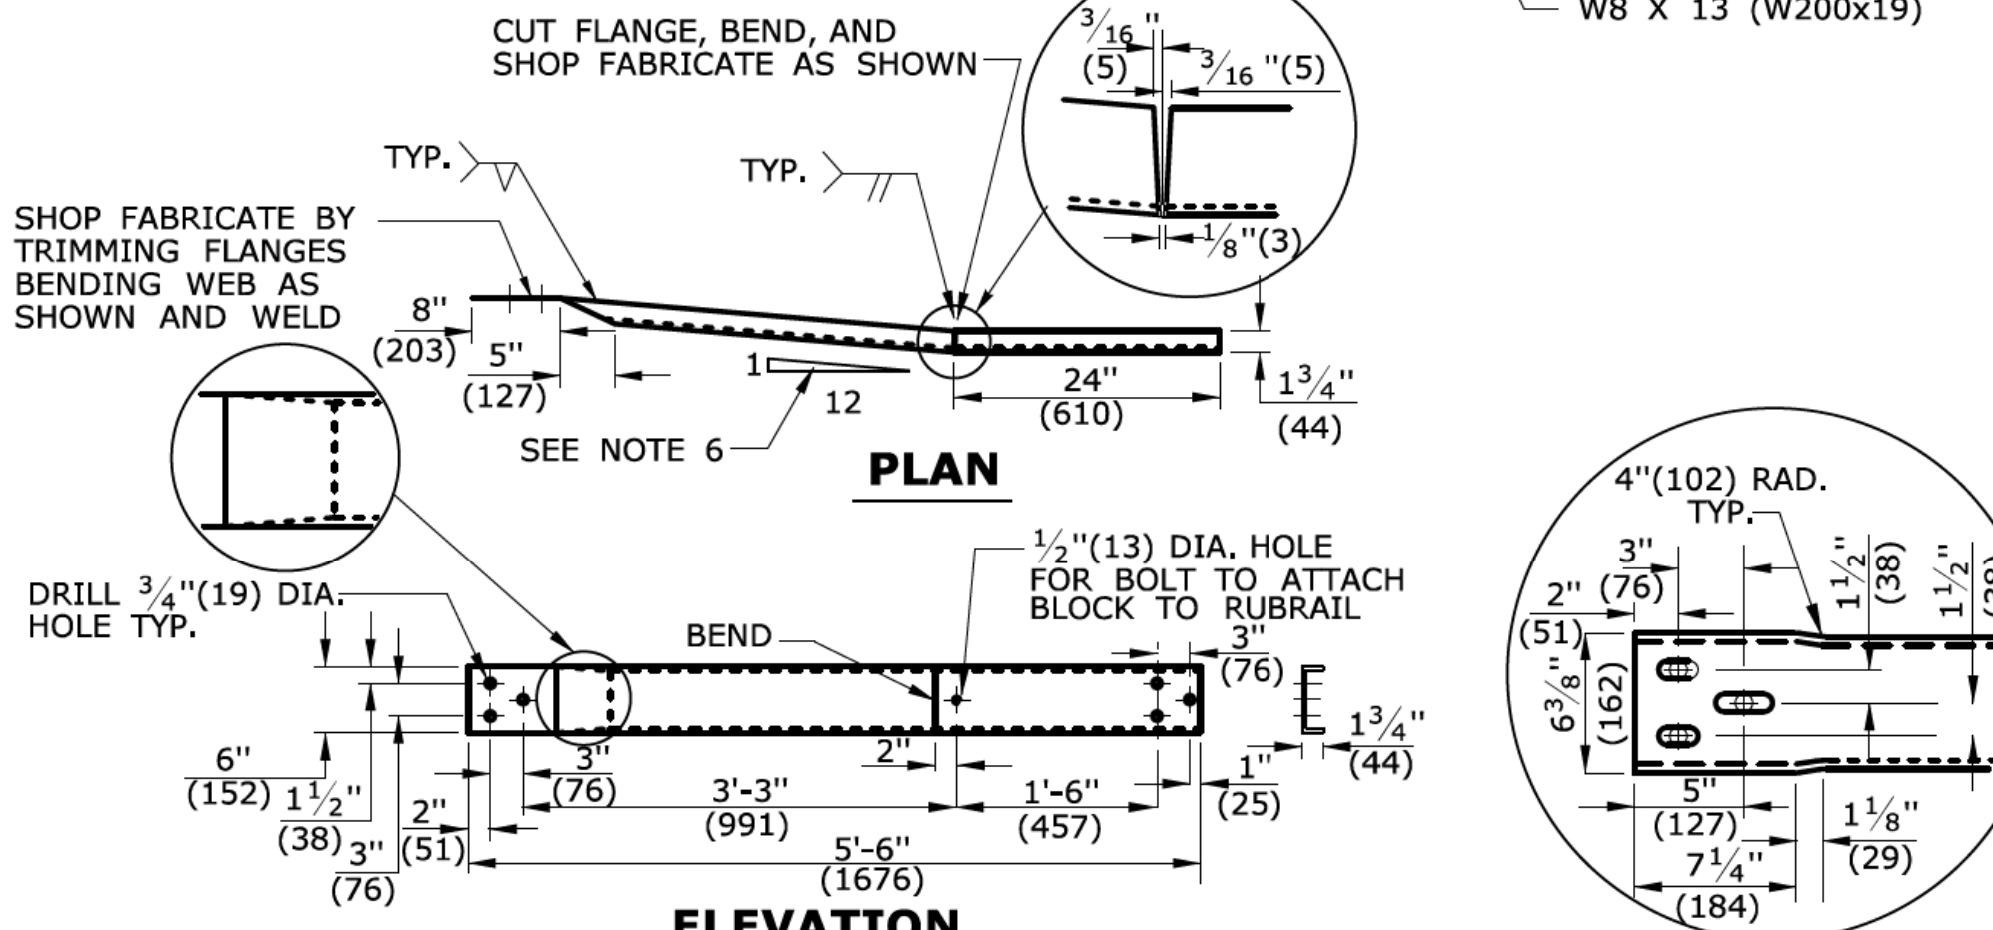 W8 X 13 (W200x19)
CUT FLANGE, BEND, AND
SHOP FABRICATE AS SHOWN
3/16"
(5)
3/16"(5)
1/8"(3)
TYP.
TYP.
SHOP FABRICATE BY
TRIMMING FLANGES
BENDING WEB AS
SHOWN AND WELD
8"
(203)
5"
(127)
1
12
24"
(610)
1 3/4"
(44)
SEE NOTE 6
PLAN
DRILL 3/4"(19) DIA.
HOLE TYP.
BEND
1/2"(13) DIA. HOLE
FOR BOLT TO ATTACH
BLOCK TO RUBRAIL
3"
(76)
6"
(152)
1 1/2"
(38)
3"
(76)
2"
(51)
3"
(76)
3'-3"
(991)
2"
1'-6"
(457)
1"
(25)
1 3/4"
(44)
5'-6"
(1676)
ELEVATION
4"(102) RAD.
TYP.
3"
(76)
2"
(51)
1 1/2"
(38)
1 1/2"
(38)
6 3/8"
(162)
5"
(127)
1 1/8"
(29)
7 1/4"
(184)